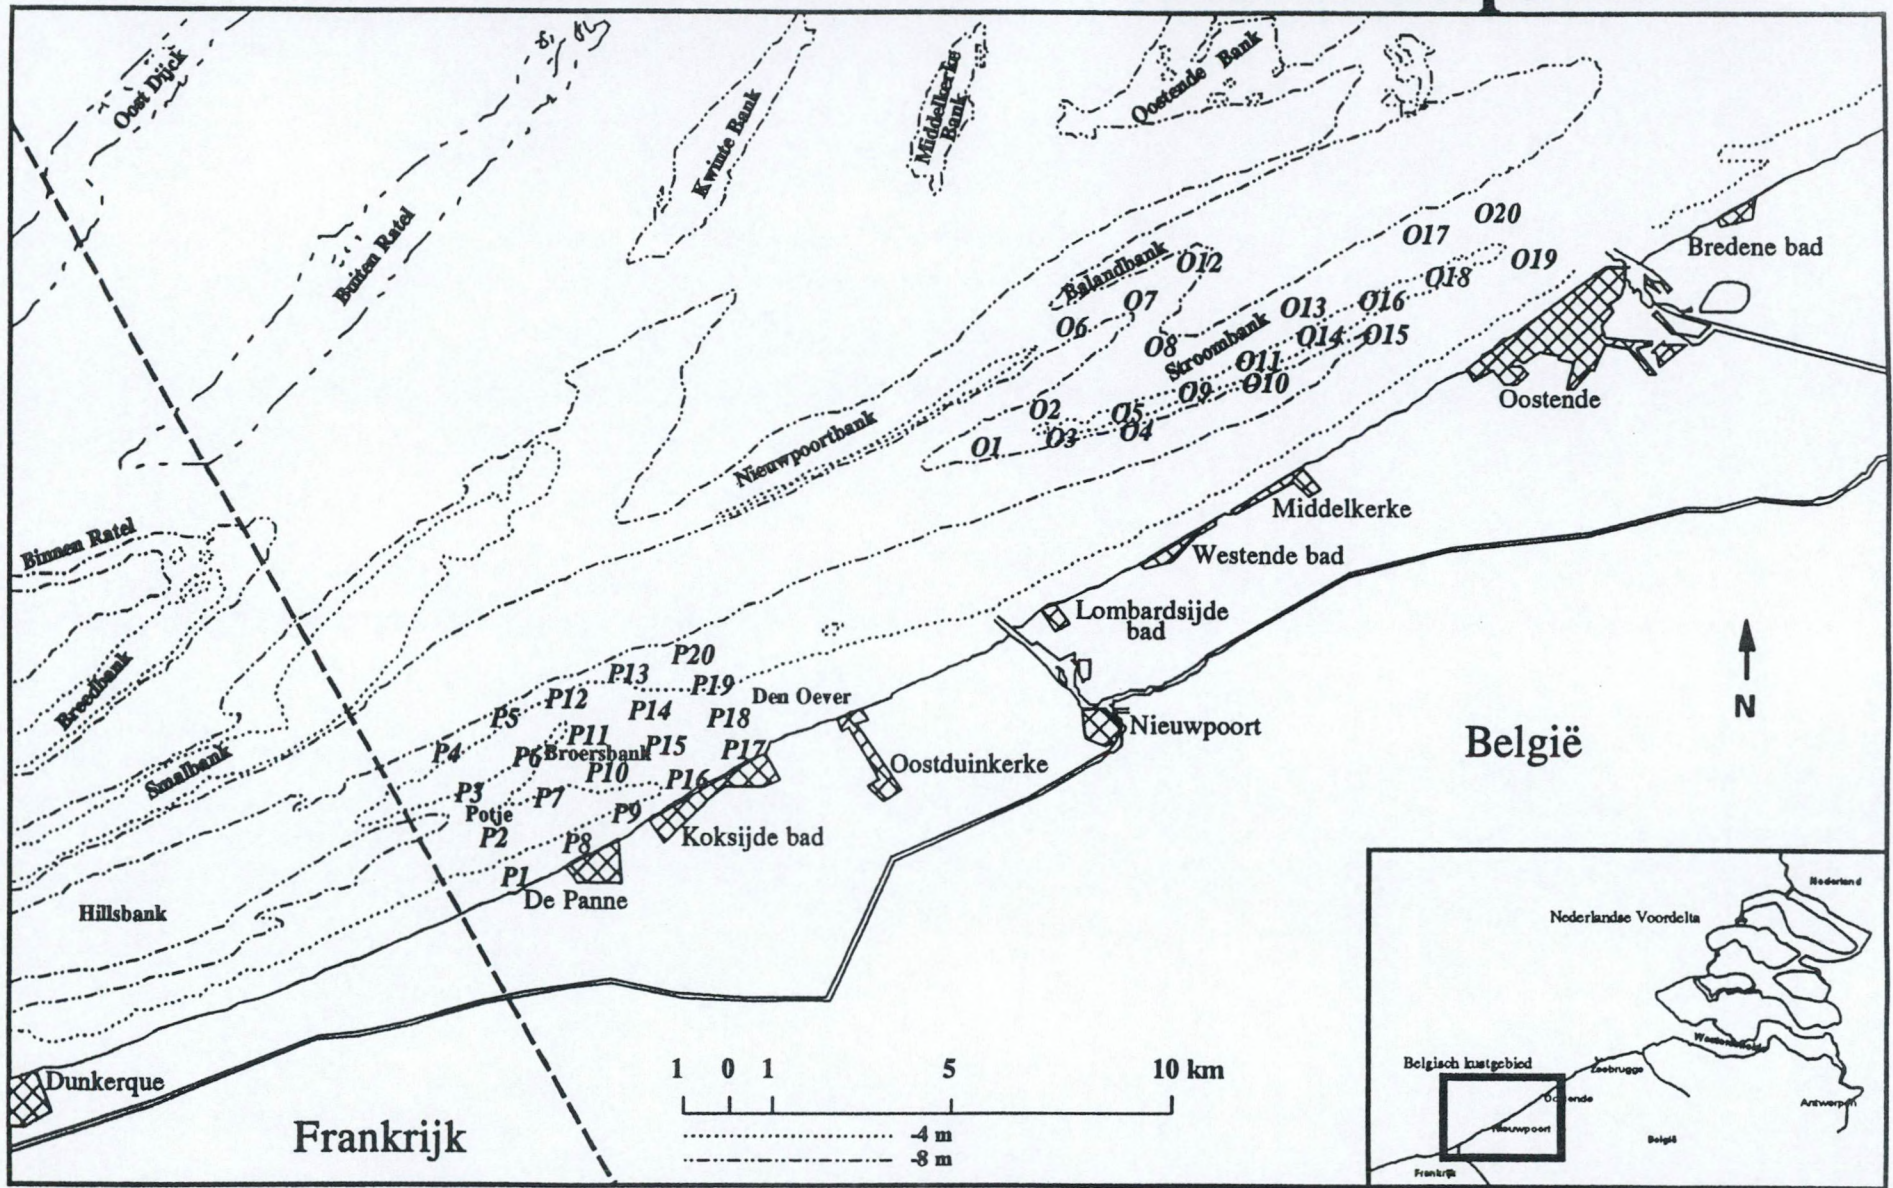 Oost Dijck
Buiten Ratel
Kwinte Bank
Middelkerke
Bank
Oostende Bank
Binnen Ratel
Breedbank
Smalbank
Hillsbank
Nieuwpoortbank
Balandbank
Stroombank
O20
O17
O19
O18
O12
O7
O6
O13
O16
O14
O15
O8
O11
O10
O9
O2
O5
O3
O4
O1
Bredene bad
Oostende
Middelkerke
Westende bad
Lombardsijde
bad
Nieuwpoort
Oostduinkerke
Den Oever
Koksijde bad
De Panne
P20
P13
P19
P12
P14
P18
P5
P11
P15
P17
P4
P6
Broersbank
P10
P16
P3
P7
Potje
P9
P2
P8
P1
België
N
Dunkerque
Frankrijk
1 0 1 5 10 km
-4 m
-8 m
Nederland
Nederlandse Voordelta
Westerschelde
Belgisch kustgebied
Zeebrugge
Oostende
Antwerpen
Nieuwpoort
België
Frankrijk